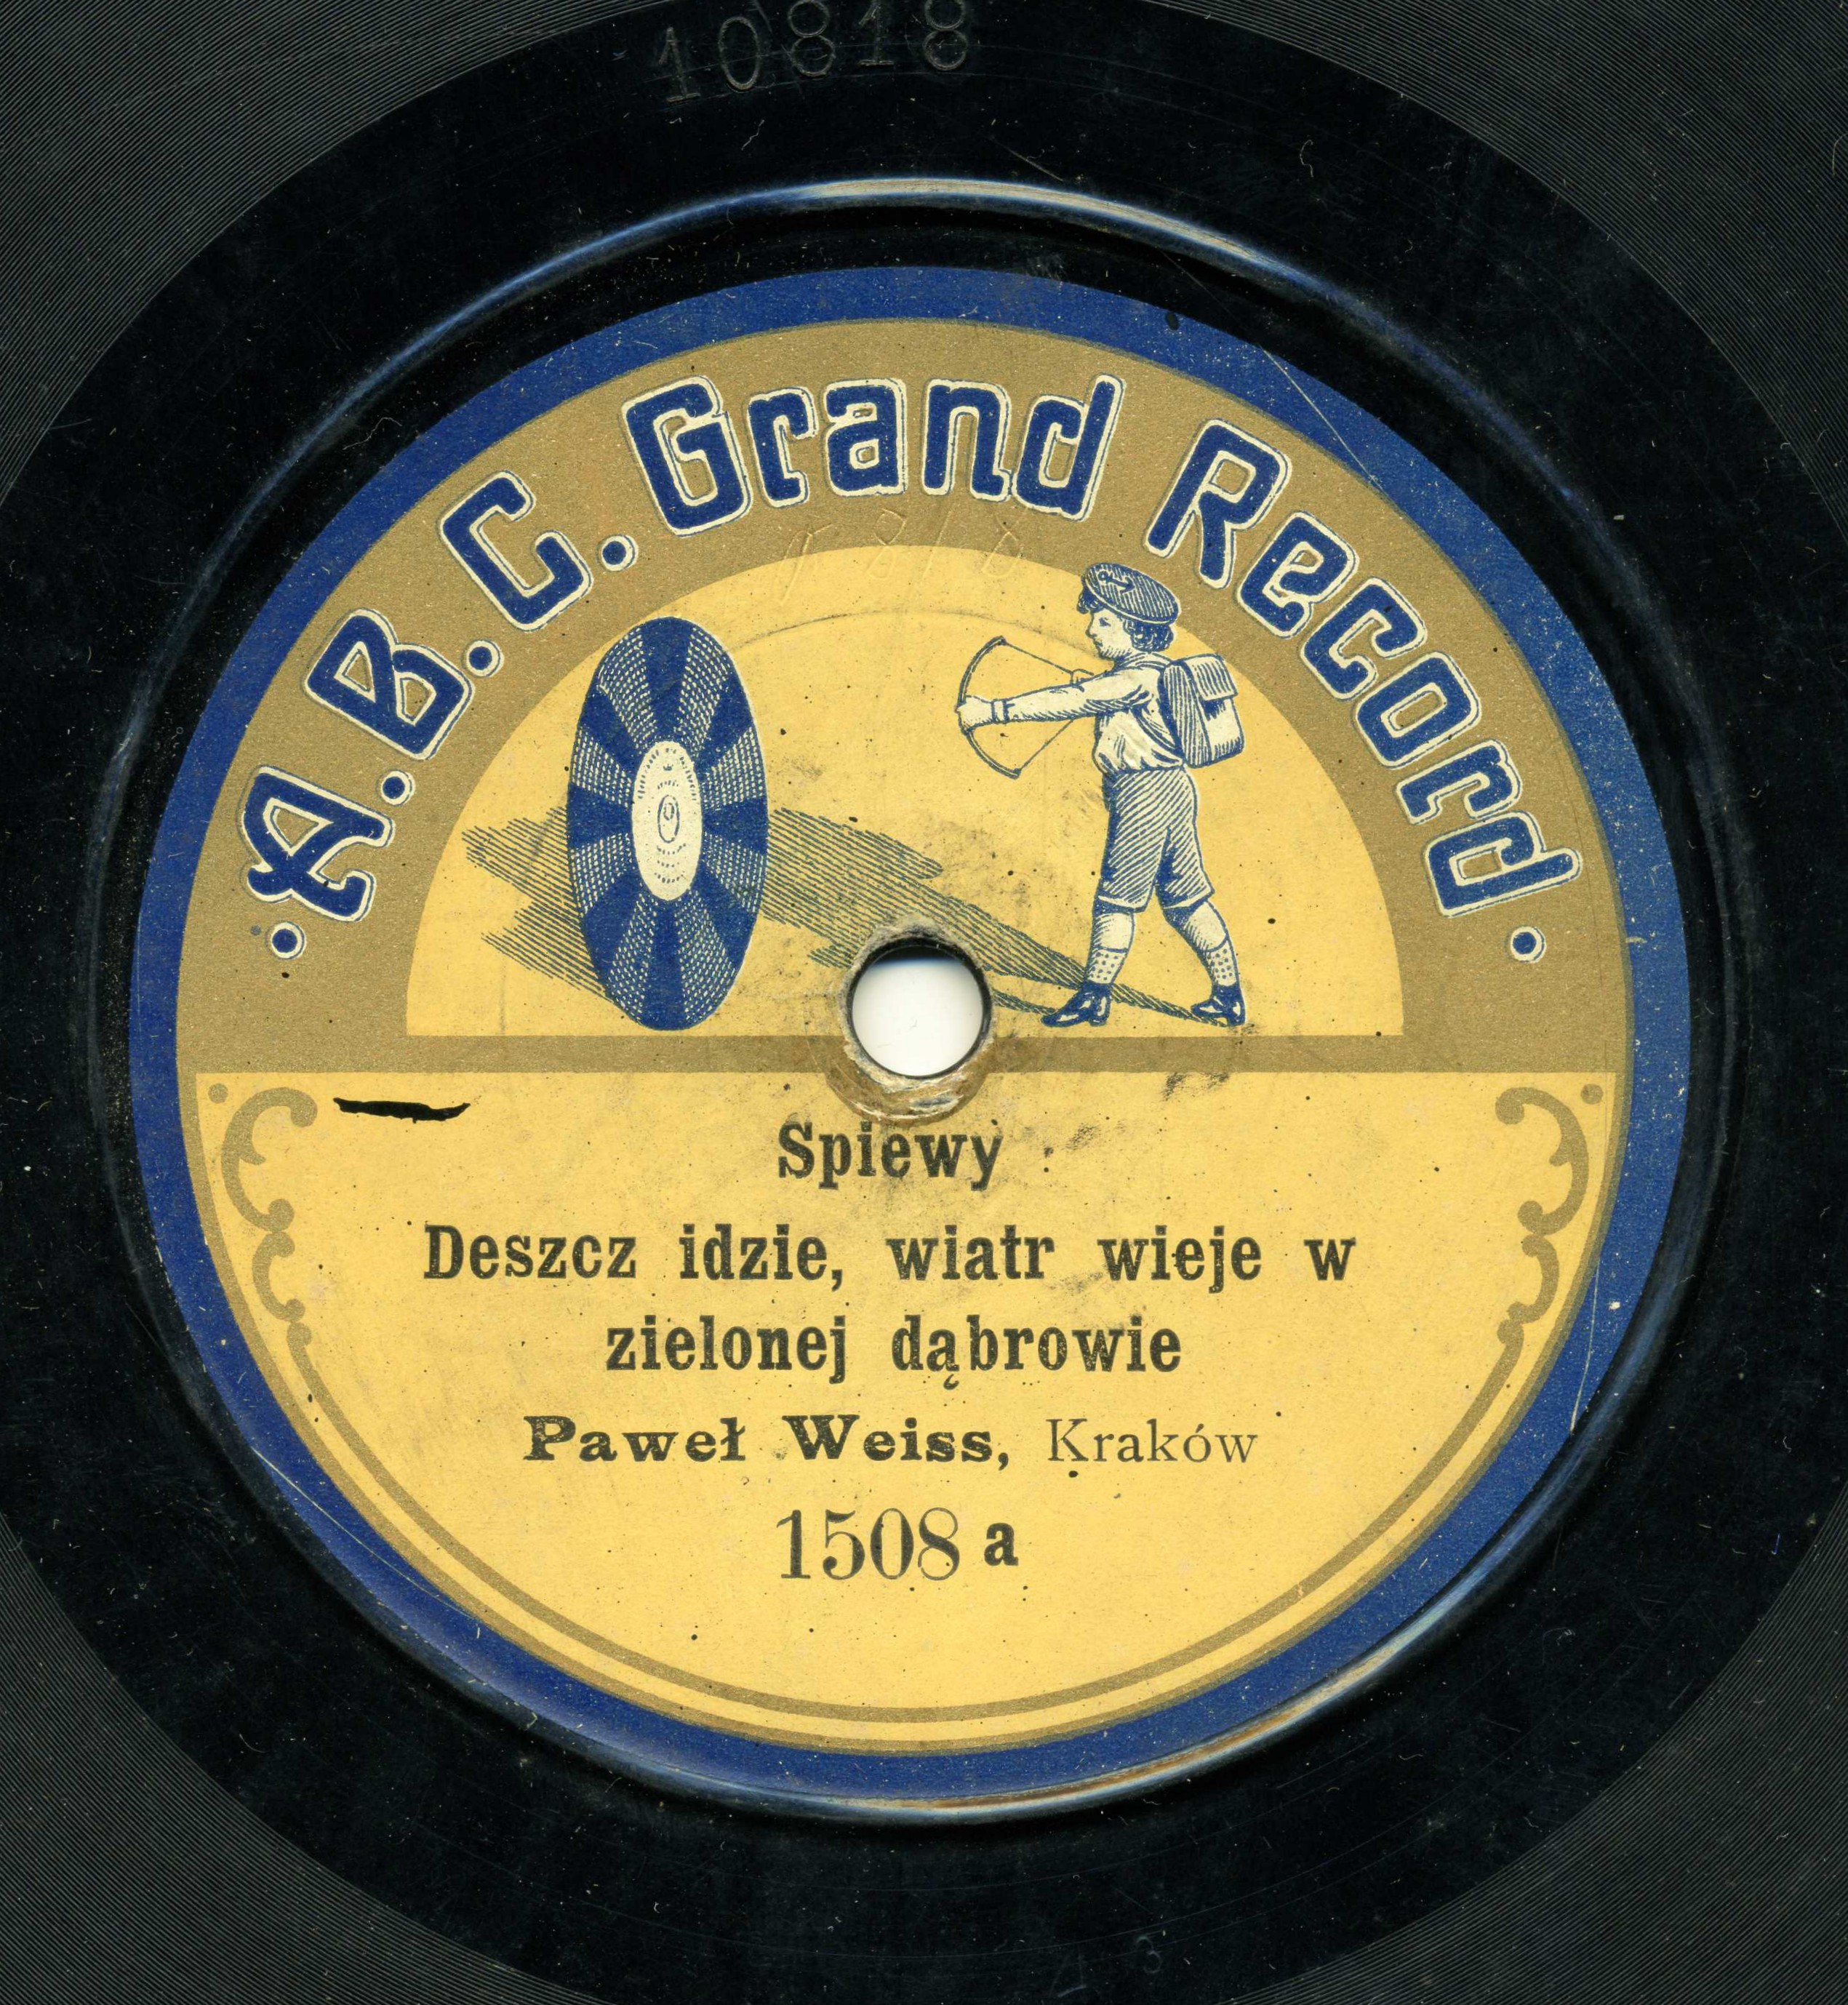 10818
A.B.C. Grand Record
Spiewy
Deszcz idzie, wiatr wieje w
zielonej dąbrowie
Paweł Weiss, Kraków
1508 a